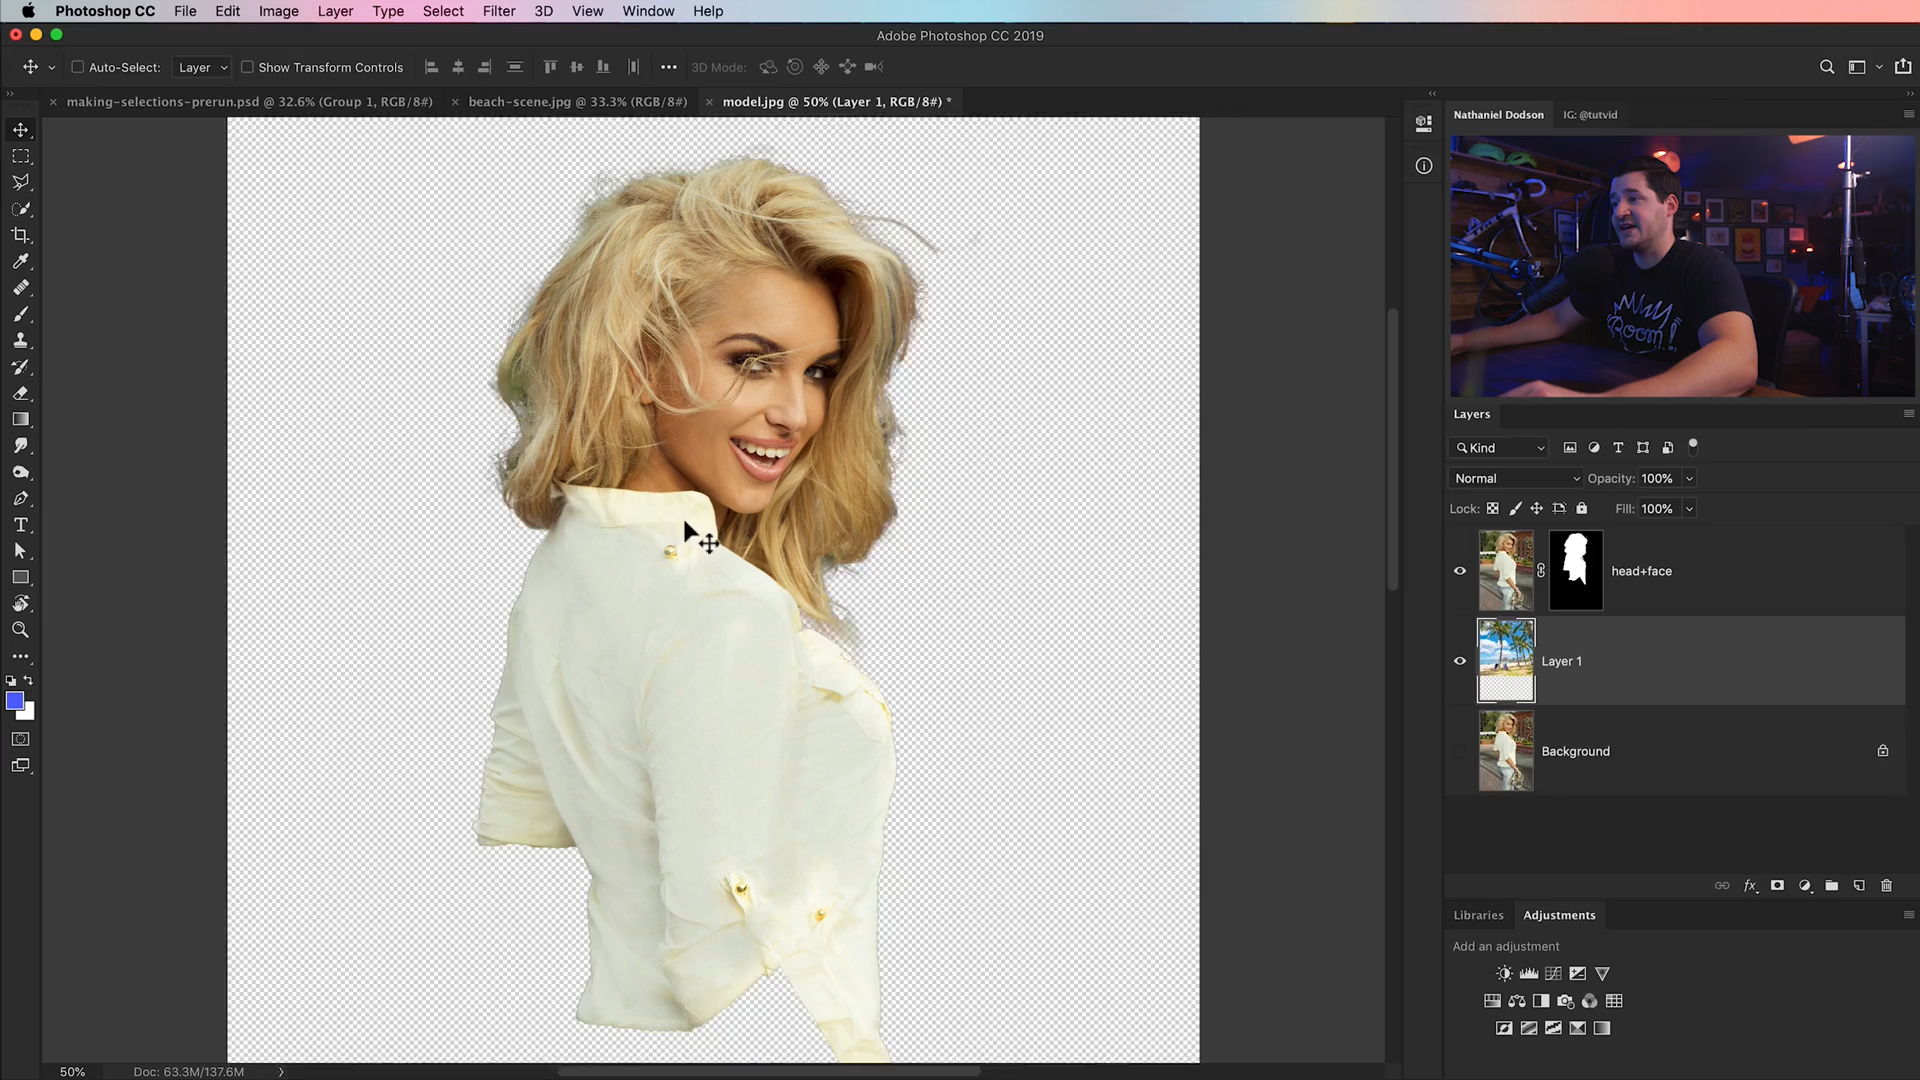 Photoshop CC File Edit Image Layer Type Select Filter 3D View Window Help
Adobe Photoshop CC 2019
Auto-Select: Layer Show Transform Controls 3D Mode:
making-selections-prerun.psd @ 32.6% (Group 1, RGB/8#) beach-scene.jpg @ 33.3% (RGB/8#) model.jpg @ 50% (Layer 1, RGB/8#) *
Nathaniel Dodson IG: @tutvid
Boom!
Layers
Kind
Normal Opacity: 100%
Lock: Fill: 100%
head+face
Layer 1
Background
fx
Libraries Adjustments
Add an adjustment
50% Doc: 63.3M/137.6M